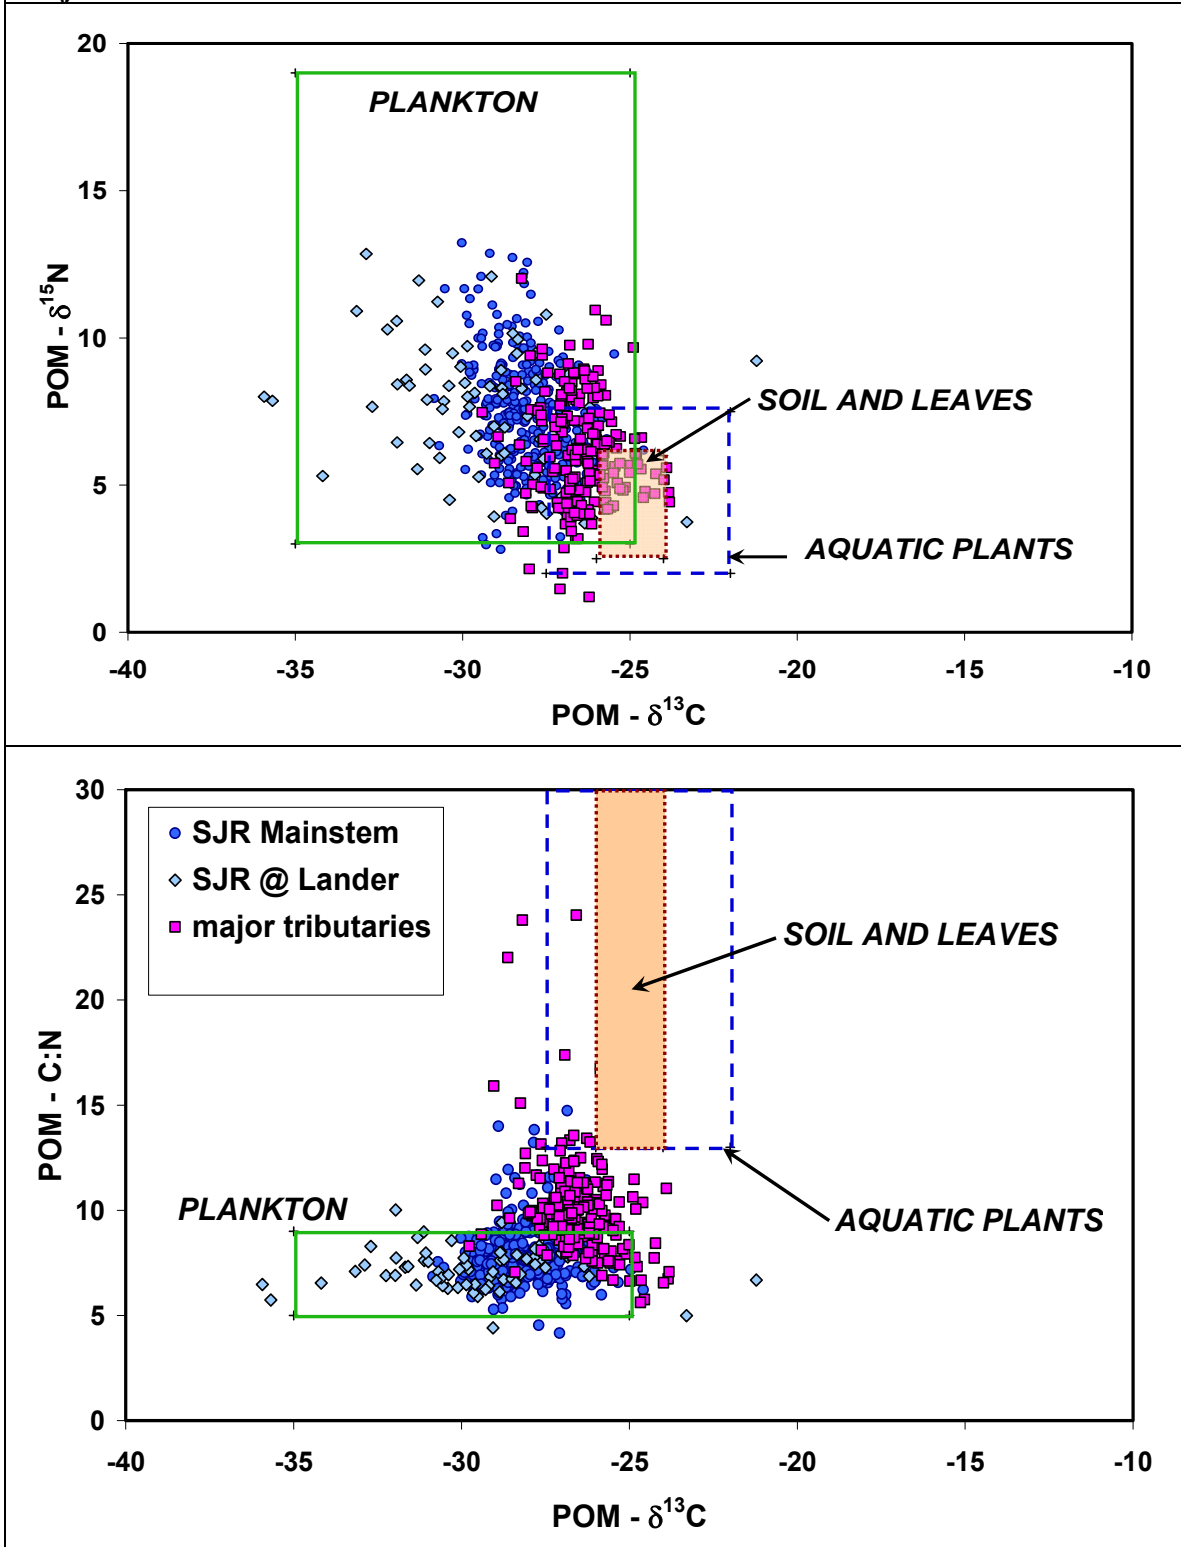 20
PLANKTON
15
POM - δ¹⁵N
10
SOIL AND LEAVES
5
AQUATIC PLANTS
0
-40 -35 -30 -25 -20 -15 -10
POM - δ¹³C
30
SJR Mainstem
SJR @ Lander
major tributaries
25
SOIL AND LEAVES
20
POM - C:N
15
PLANKTON
10
AQUATIC PLANTS
5
0
-40 -35 -30 -25 -20 -15 -10
POM - δ¹³C